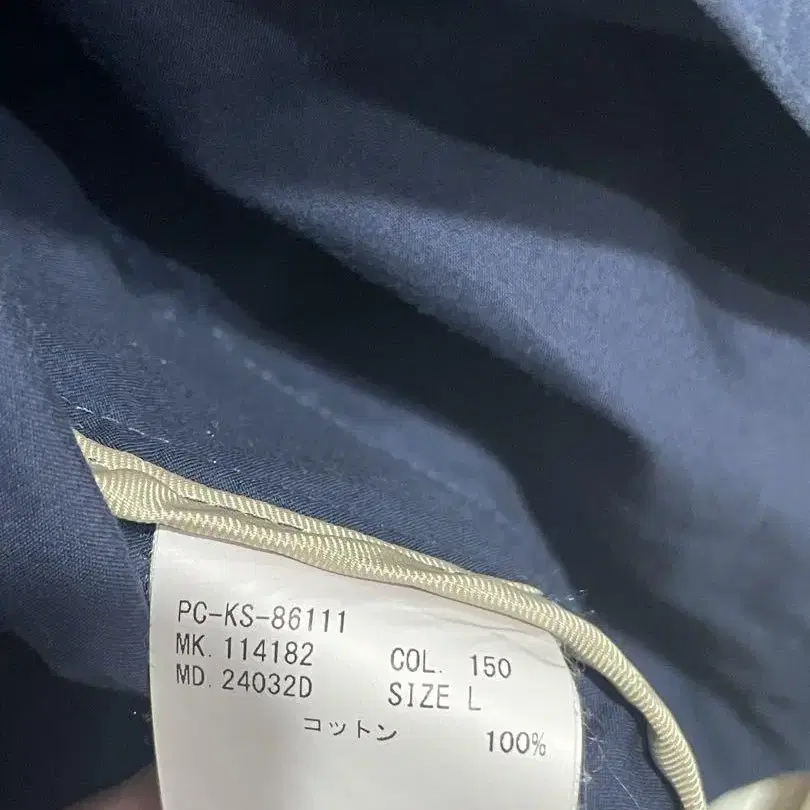 PC-KS-86111
MK. 114182 COL. 150
MD. 24032D SIZE L
コットン 100%